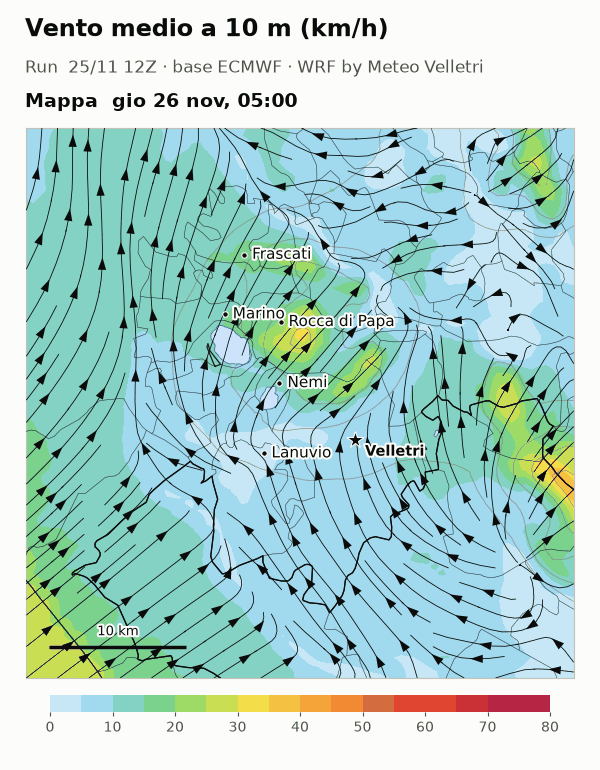 Vento medio a 10 m (km/h)
Run  25/11 12Z · base ECMWF · WRF by Meteo Velletri
Mappa  gio 26 nov, 05:00
Frascati
Marino
Rocca di Papa
Nemi
Lanuvio
Velletri
10 km
0 10 20 30 40 50 60 70 80